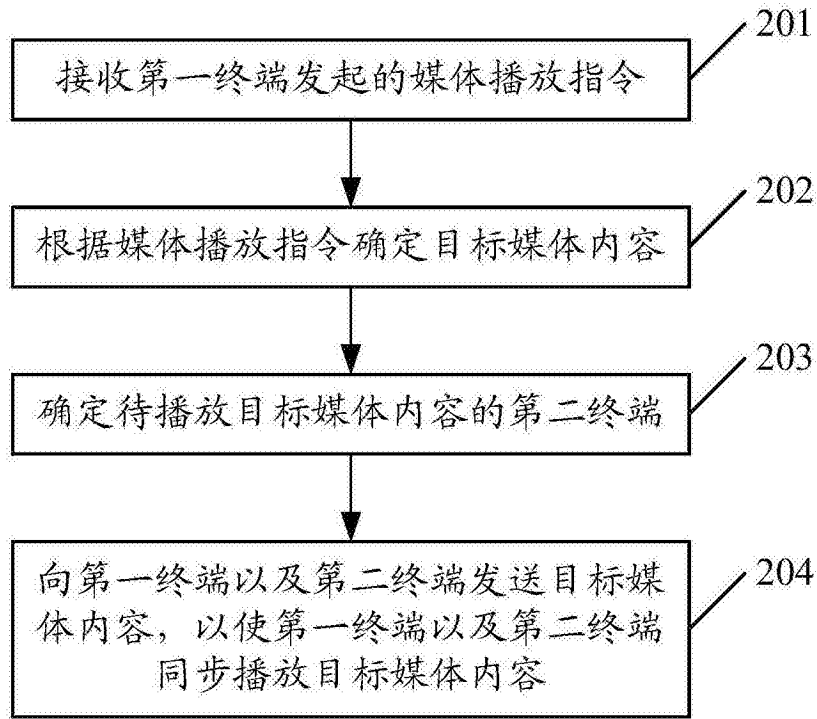 201
接收第一终端发起的媒体播放指令
202
根据媒体播放指令确定目标媒体内容
203
确定待播放目标媒体内容的第二终端
204
向第一终端以及第二终端发送目标媒
体内容，以使第一终端以及第二终端
同步播放目标媒体内容